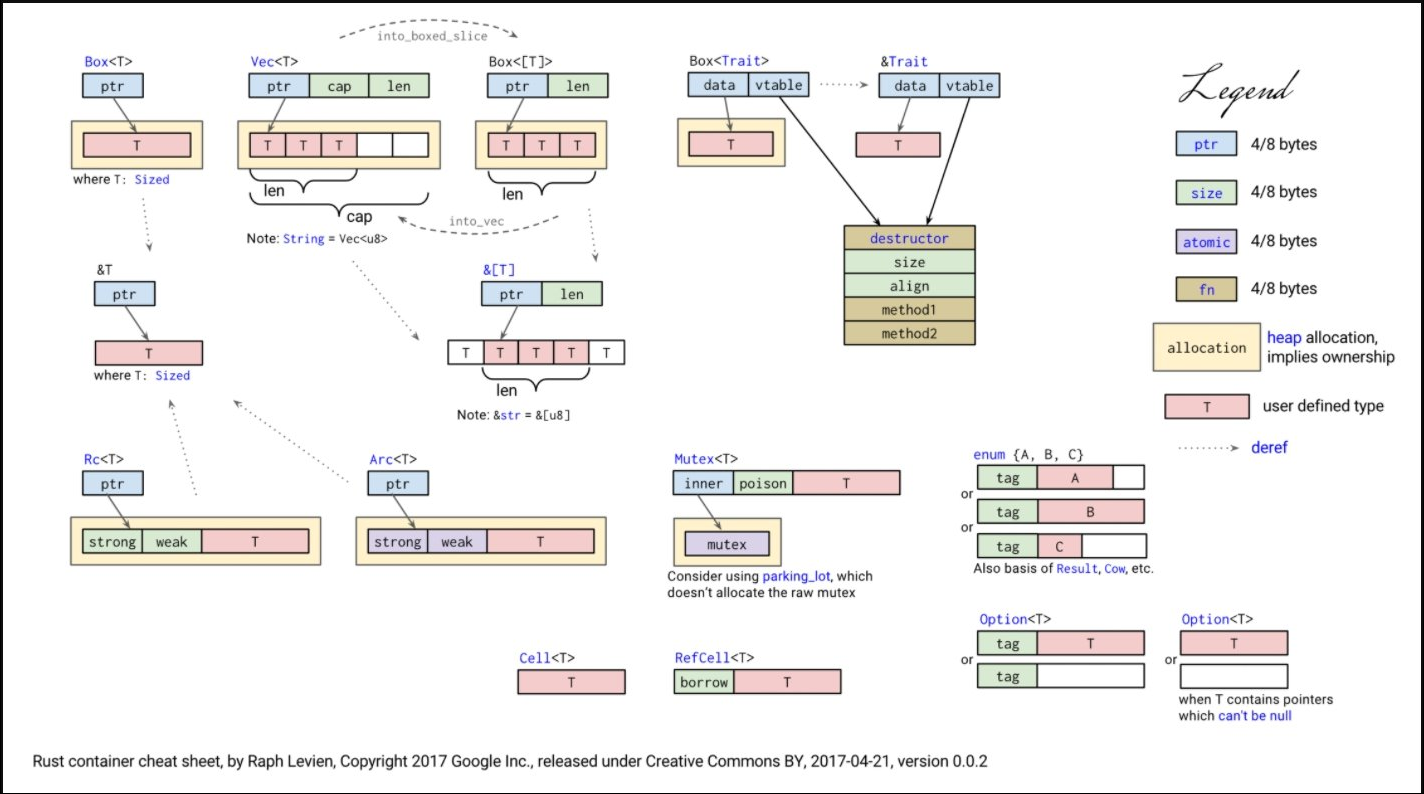 into_boxed_slice
Box<T>
ptr
T
where T: Sized
Vec<T>
ptr cap len
T T T
len
cap
Note: String = Vec<u8>
Box<[T]>
ptr len
T T T
len
into_vec
Box<Trait>
data vtable
T
&Trait
data vtable
T
destructor
size
align
method1
method2
&T
ptr
T
where T: Sized
&[T]
ptr len
T T T T T
len
Note: &str = &[u8]
Rc<T>
ptr
strong weak T
Arc<T>
ptr
strong weak T
Mutex<T>
inner poison T
mutex
Consider using parking_lot, which
doesn't allocate the raw mutex
enum {A, B, C}
tag A
or
tag B
or
tag C
Also basis of Result, Cow, etc.
Cell<T>
T
RefCell<T>
borrow T
Option<T>
tag T
or
tag
Option<T>
T
or
when T contains pointers
which can't be null
Legend
ptr 4/8 bytes
size 4/8 bytes
atomic 4/8 bytes
fn 4/8 bytes
allocation
heap allocation,
implies ownership
T user defined type
deref
Rust container cheat sheet, by Raph Levien, Copyright 2017 Google Inc., released under Creative Commons BY, 2017-04-21, version 0.0.2